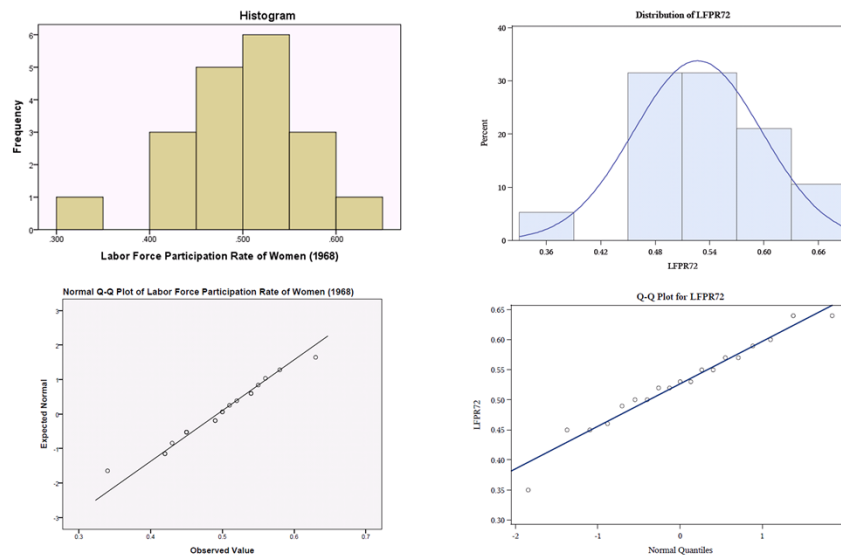 Histogram
Frequency
6
5
4
3
2
1
0
.300 .400 .500 .600
Labor Force Participation Rate of Women (1968)
Distribution of LFPR72
Percent
40
30
20
10
0
0.36 0.42 0.48 0.54 0.60 0.66
LFPR72
Normal Q-Q Plot of Labor Force Participation Rate of Women (1968)
Expected Normal
3
2
1
0
-1
-2
-3
0.3 0.4 0.5 0.6 0.7
Observed Value
Q-Q Plot for LFPR72
LFPR72
0.65
0.60
0.55
0.50
0.45
0.40
0.35
0.30
-2 -1 0 1
Normal Quantiles